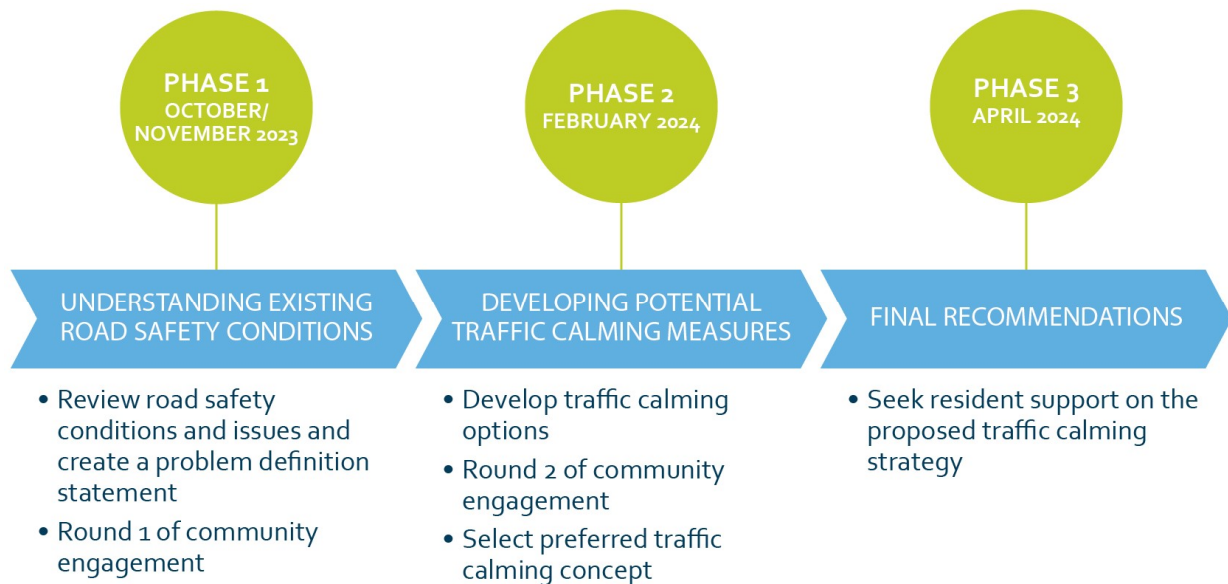 PHASE 1
OCTOBER/
NOVEMBER 2023
PHASE 2
FEBRUARY 2024
PHASE 3
APRIL 2024
UNDERSTANDING EXISTING
ROAD SAFETY CONDITIONS
DEVELOPING POTENTIAL
TRAFFIC CALMING MEASURES
FINAL RECOMMENDATIONS
• Review road safety
conditions and issues and
create a problem definition
statement
• Round 1 of community
engagement
• Develop traffic calming
options
• Round 2 of community
engagement
• Select preferred traffic
calming concept
• Seek resident support on the
proposed traffic calming
strategy